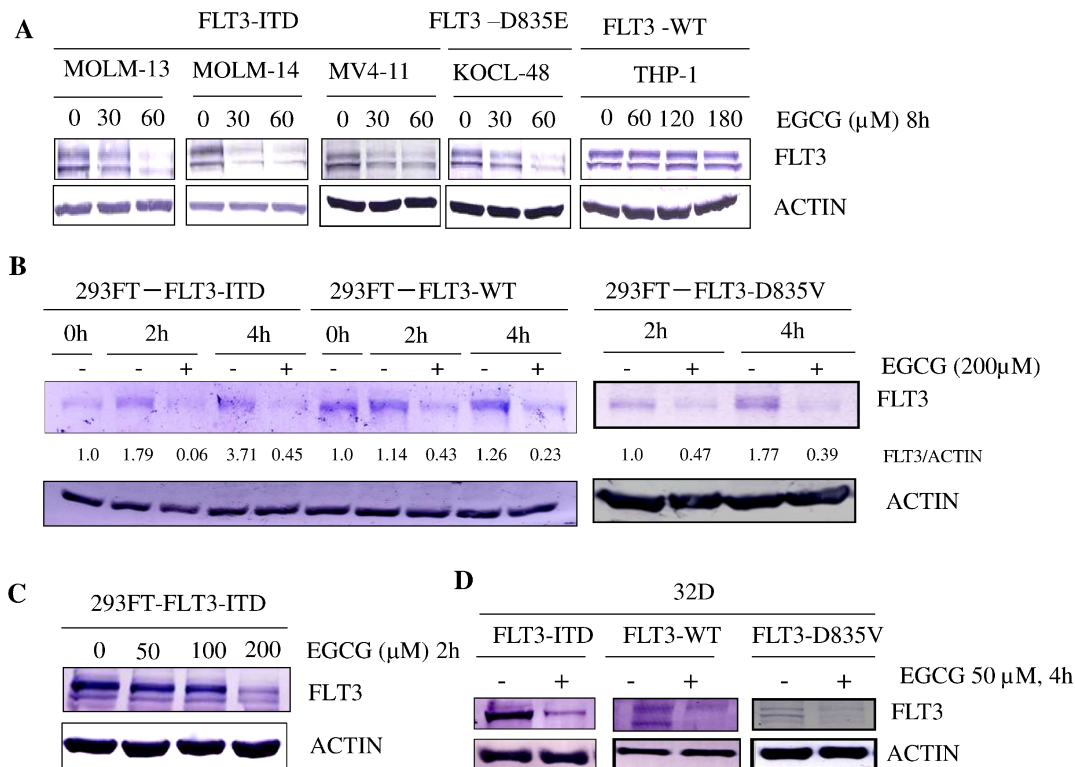 A
FLT3-ITD
FLT3 –D835E
FLT3 -WT
MOLM-13
MOLM-14
MV4-11
KOCL-48
THP-1
0 30 60
0 30 60
0 30 60
0 30 60
0 60 120 180
EGCG (µM) 8h
FLT3
ACTIN
B
293FT－FLT3-ITD
293FT－FLT3-WT
293FT－FLT3-D835V
0h 2h 4h 0h 2h 4h
2h 4h
- - + - + - - + - +
- + - +
EGCG (200µM)
FLT3
1.0 1.79 0.06 3.71 0.45 1.0 1.14 0.43 1.26 0.23
1.0 0.47 1.77 0.39
FLT3/ACTIN
ACTIN
C
293FT-FLT3-ITD
0 50 100 200
EGCG (µM) 2h
FLT3
ACTIN
D
32D
FLT3-ITD
FLT3-WT
FLT3-D835V
- +
- +
- +
EGCG 50 µM, 4h
FLT3
ACTIN